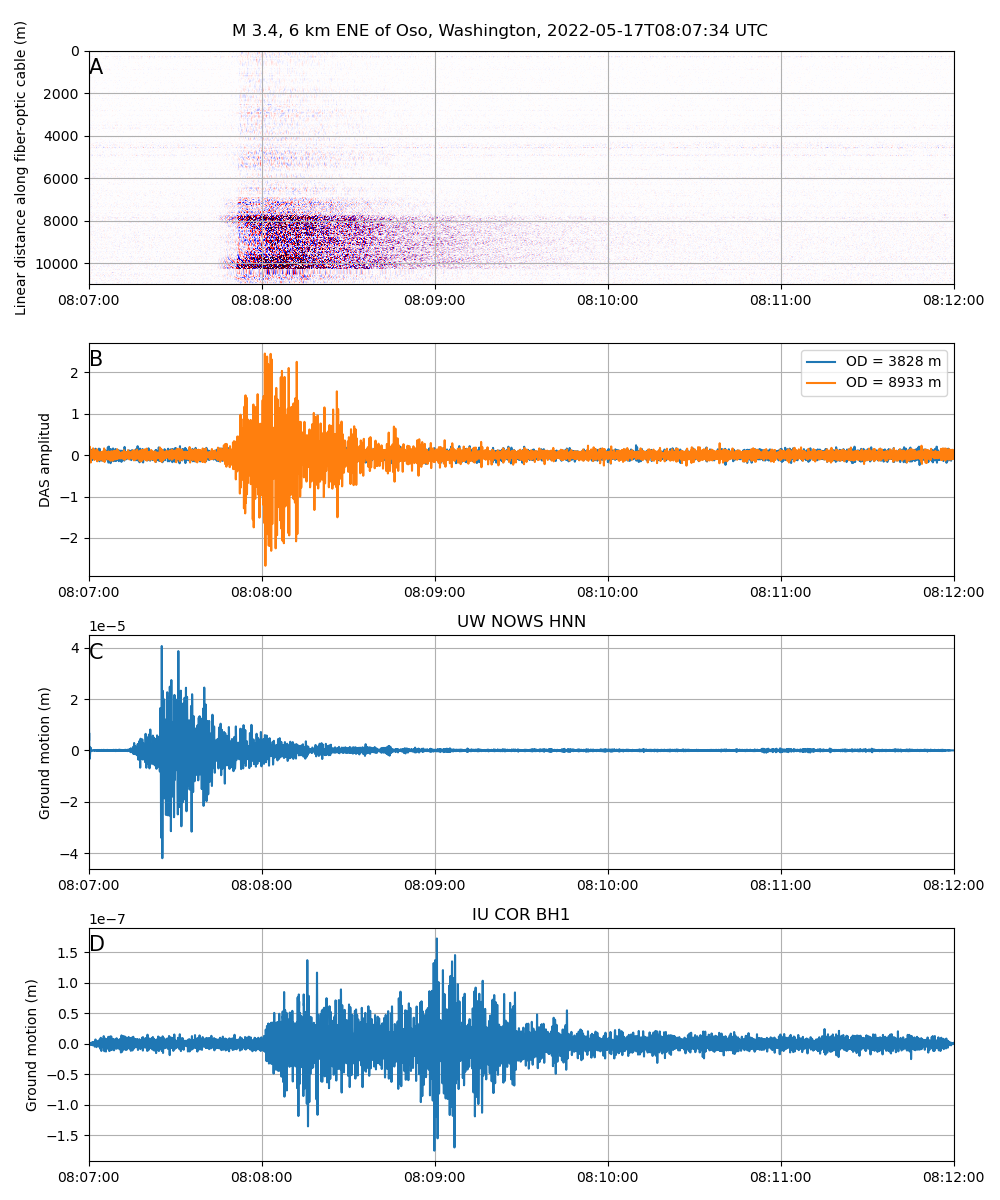 M 3.4, 6 km ENE of Oso, Washington, 2022-05-17T08:07:34 UTC
A
Linear distance along fiber-optic cable (m)
0
2000
4000
6000
8000
10000
08:07:00 08:08:00 08:09:00 08:10:00 08:11:00 08:12:00
B
OD = 3828 m
OD = 8933 m
DAS amplitud
2
1
0
−1
−2
08:07:00 08:08:00 08:09:00 08:10:00 08:11:00 08:12:00
UW NOWS HNN
1e−5
C
Ground motion (m)
4
2
0
−2
−4
08:07:00 08:08:00 08:09:00 08:10:00 08:11:00 08:12:00
IU COR BH1
1e−7
D
Ground motion (m)
1.5
1.0
0.5
0.0
−0.5
−1.0
−1.5
08:07:00 08:08:00 08:09:00 08:10:00 08:11:00 08:12:00